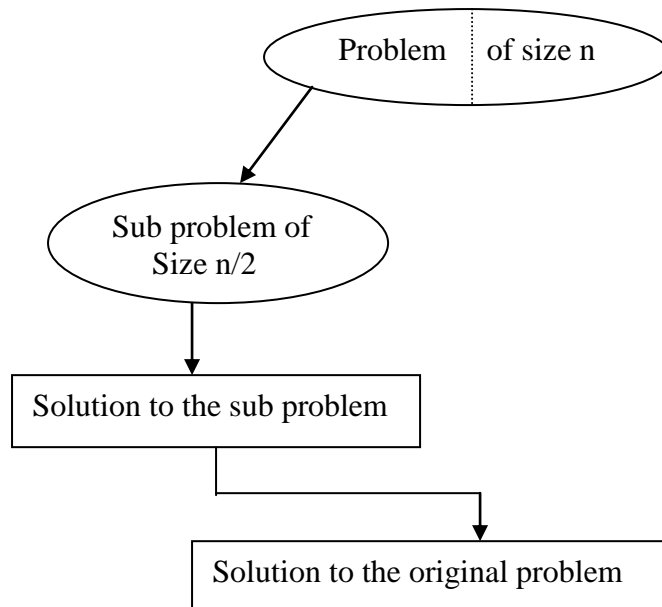 Problem of size n
Sub problem of
Size n/2
Solution to the sub problem
Solution to the original problem